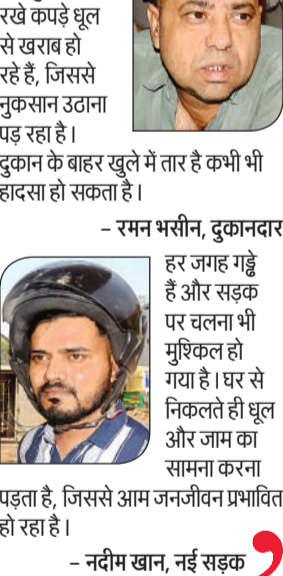 रखे कपड़े धूल
से खराब हो
रहे हैं, जिससे
नुकसान उठाना
पड़ रहा है।
दुकान के बाहर खुले में तार है कभी भी
हादसा हो सकता है।
– रमन भसीन, दुकानदार
हर जगह गड्ढे
हैं और सड़क
पर चलना भी
मुश्किल हो
गया है। घर से
निकलते ही धूल
और जाम का
सामना करना
पड़ता है, जिससे आम जनजीवन प्रभावित
हो रहा है।
– नदीम खान, नई सड़क